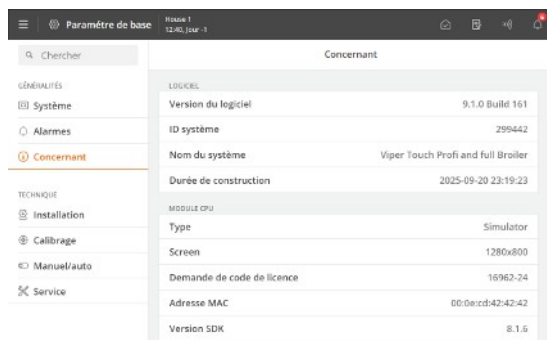 Paramétre de base
House 1
12:40, Jour -1
Chercher
Concernant
GÉNÉRALITÉS
Système
Alarmes
Concernant
TECHNIQUE
Installation
Calibrage
Manuel/auto
Service
LOGICIEL
Version du logiciel 9.1.0 Build 161
ID système 299442
Nom du système Viper Touch Profi and full Broiler
Durée de construction 2025-09-20 23:19:23
MODULE CPU
Type Simulator
Screen 1280x800
Demande de code de licence 16962-24
Adresse MAC 00:0e:cd:42:42:42
Version SDK 8.1.6